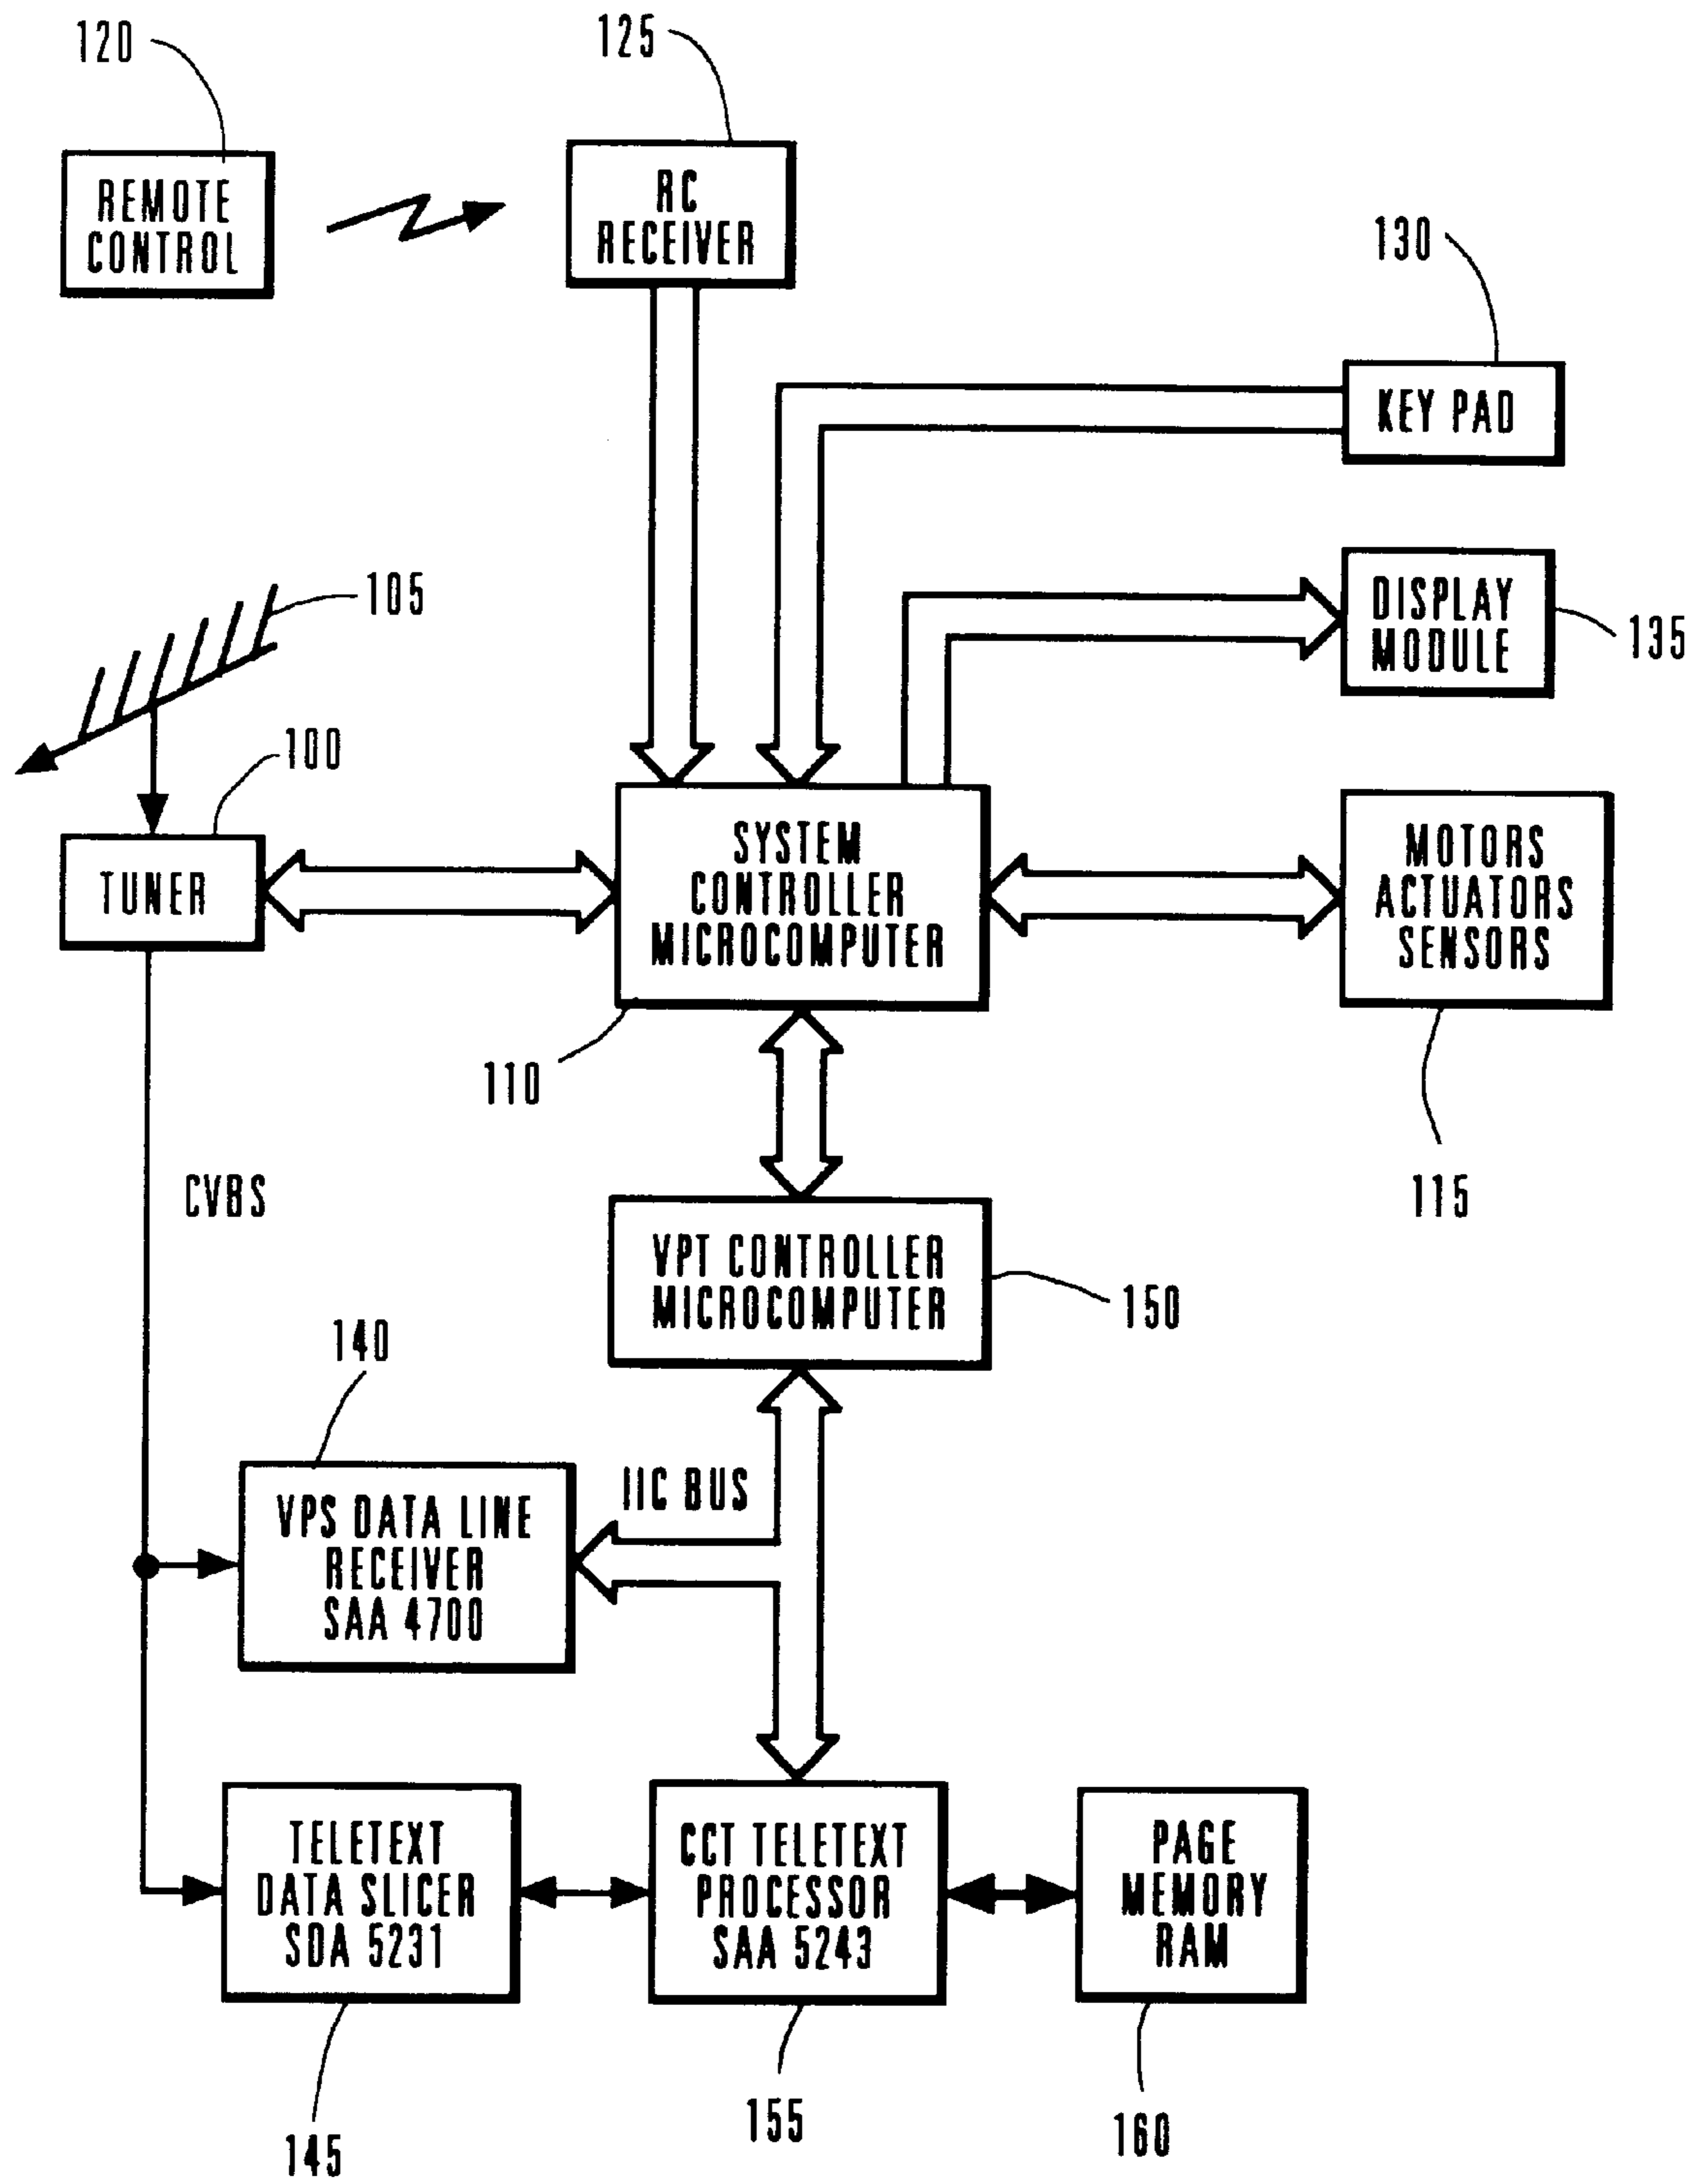 120
125
REMOTE
CONTROL
RC
RECEIVER
130
KEY PAD
105
DISPLAY
MODULE
135
100
TUNER
SYSTEM
CONTROLLER
MICROCOMPUTER
MOTORS
ACTUATORS
SENSORS
110
115
CVBS
VPT CONTROLLER
MICROCOMPUTER
150
140
IIC BUS
VPS DATA LINE
RECEIVER
SAA 4700
TELETEXT
DATA SLICER
SDA 5231
CCT TELETEXT
PROCESSOR
SAA 5243
PAGE
MEMORY
RAM
145
155
160